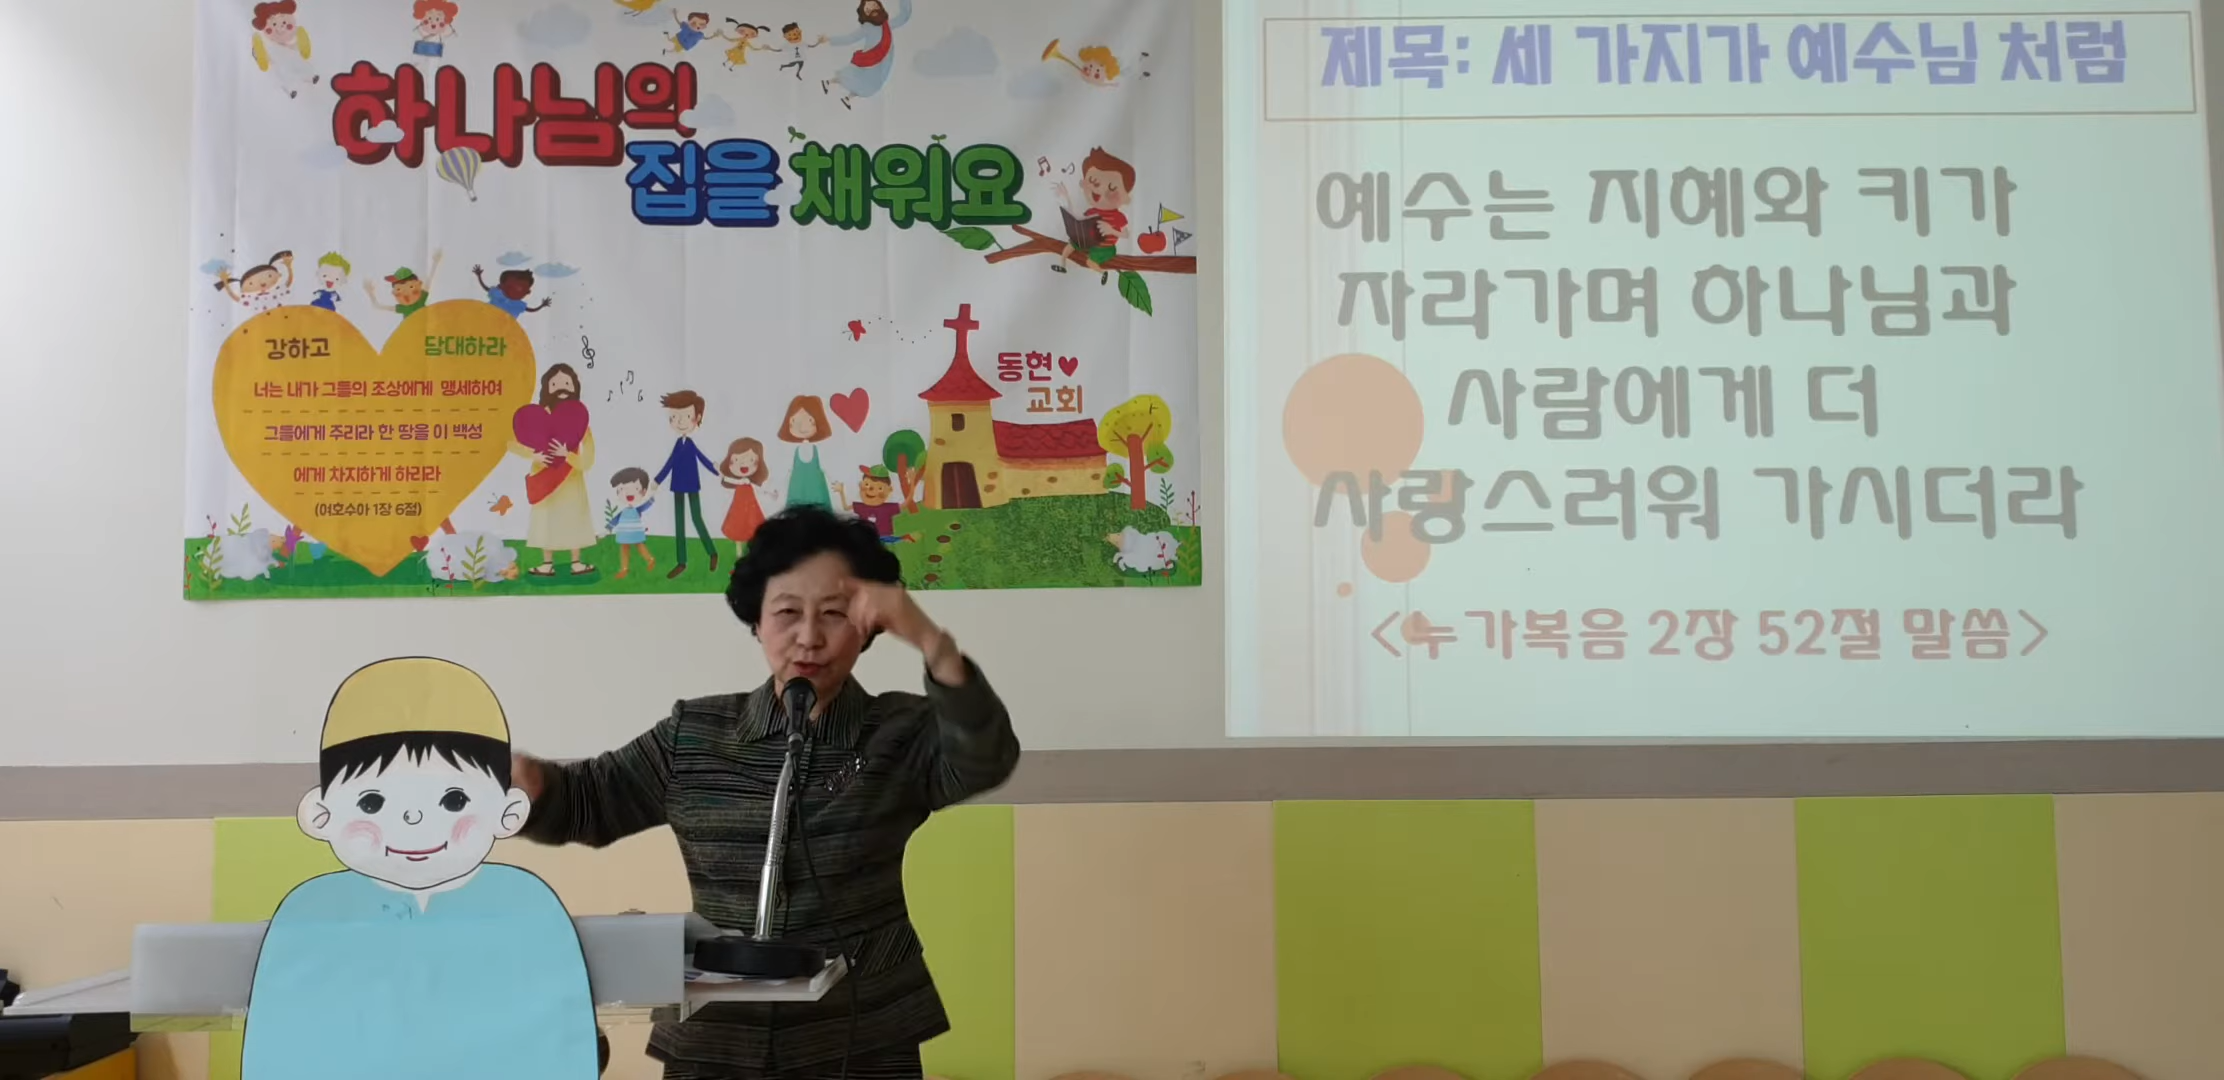 하나님의
집을 채워요
강하고 담대하라
너는 내가 그들의 조상에게 맹세하여
그들에게 주리라 한 땅을 이 백성
에게 차지하게 하리라
(여호수아 1장 6절)
동현
교회
제목: 세 가지가 예수님 처럼
예수는 지혜와 키가
자라가며 하나님과
사람에게 더
사랑스러워 가시더라
<누가복음 2장 52절 말씀>